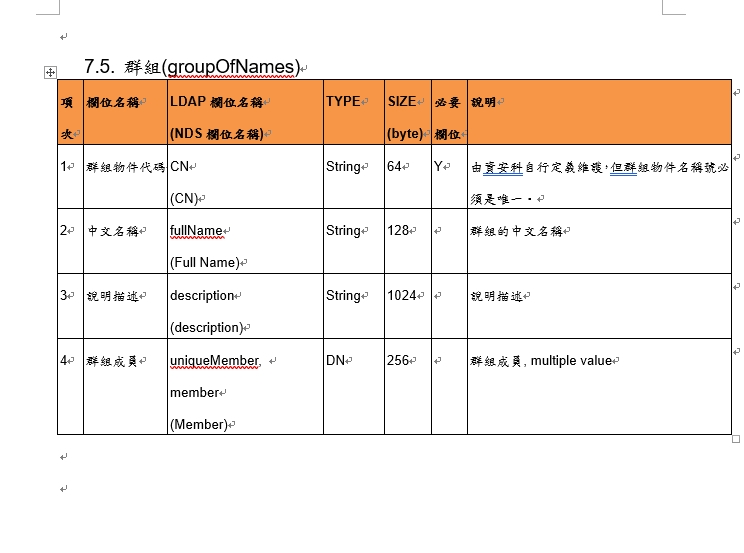 7.5. 群組(groupOfNames)
項次 欄位名稱 LDAP 欄位名稱 (NDS 欄位名稱) TYPE SIZE (byte) 必要欄位 說明
1 群組物件代碼 CN (CN) String 64 Y 由資安科自行定義維護,但群組物件名稱號必須是唯一。
2 中文名稱 fullName (Full Name) String 128 群組的中文名稱
3 說明描述 description (description) String 1024 說明描述
4 群組成員 uniqueMember, member (Member) DN 256 群組成員, multiple value